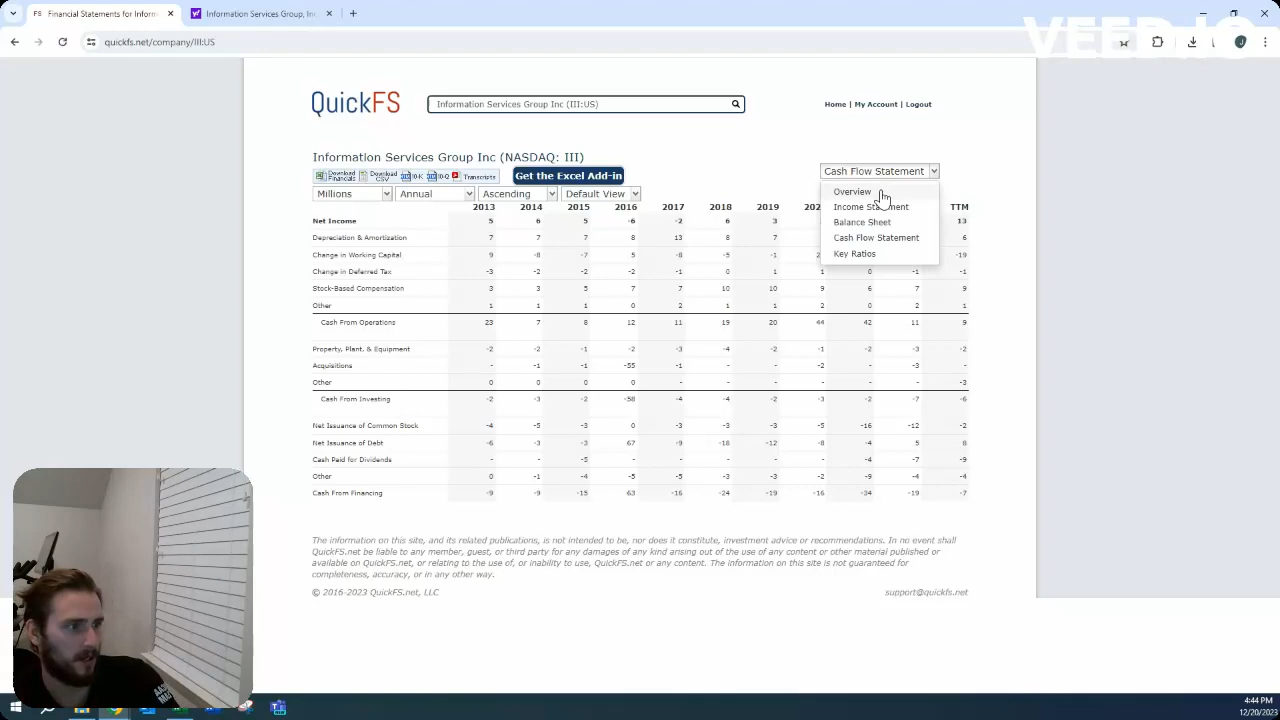 FS Financial Statements for Infor
Information Services Group, Inc
VEED.IO
quickfs.net/company/III:US
J
QuickFS
Information Services Group Inc (III:US)
Home | My Account | Logout
Information Services Group Inc (NASDAQ: III)
Download Financials Download CSV 10-K 10-Q Transcripts Get the Excel Add-in
Cash Flow Statement
Overview
Income Statement
Balance Sheet
Cash Flow Statement
Key Ratios
Millions Annual Ascending Default View
2013 2014 2015 2016 2017 2018 2019 202 TTM
Net Income 5 6 5 -6 -2 6 3 13
Depreciation & Amortization 7 7 7 8 13 8 7 6
Change in Working Capital 9 -8 -7 5 -8 -5 -1 2 -19
Change in Deferred Tax -3 -2 -2 -2 -1 0 1 1 0 -1 -1
Stock-Based Compensation 3 3 5 7 7 10 10 9 6 7 9
Other 1 1 1 0 2 1 1 2 0 2 1
Cash From Operations 23 7 8 12 11 19 20 44 42 11 9
Property, Plant, & Equipment -2 -2 -1 -2 -3 -4 -2 -1 -2 -3 -2
Acquisitions - -1 -1 -55 -1 - - -2 - -3 -
Other 0 0 0 0 - - - - - - -3
Cash From Investing -2 -3 -2 -58 -4 -4 -2 -3 -2 -7 -6
Net Issuance of Common Stock -4 -5 -3 0 -3 -3 -3 -5 -16 -12 -2
Net Issuance of Debt -6 -3 -3 67 -9 -18 -12 -8 -4 5 8
Cash Paid for Dividends - - -5 - - - - - -4 -7 -9
Other 0 -1 -4 -5 -5 -3 -3 -2 -9 -4 -4
Cash From Financing -9 -9 -15 63 -16 -24 -19 -16 -34 -19 -7
The information on this site, and its related publications, is not intended to be, nor does it constitute, investment advice or recommendations. In no event shall
QuickFS.net be liable to any member, guest, or third party for any damages of any kind arising out of the use of any content or other material published or
available on QuickFS.net, or relating to the use of, or inability to use, QuickFS.net or any content. The information on this site is not guaranteed for
completeness, accuracy, or in any other way.
© 2016-2023 QuickFS.net, LLC
support@quickfs.net
4:44 PM
12/20/2023